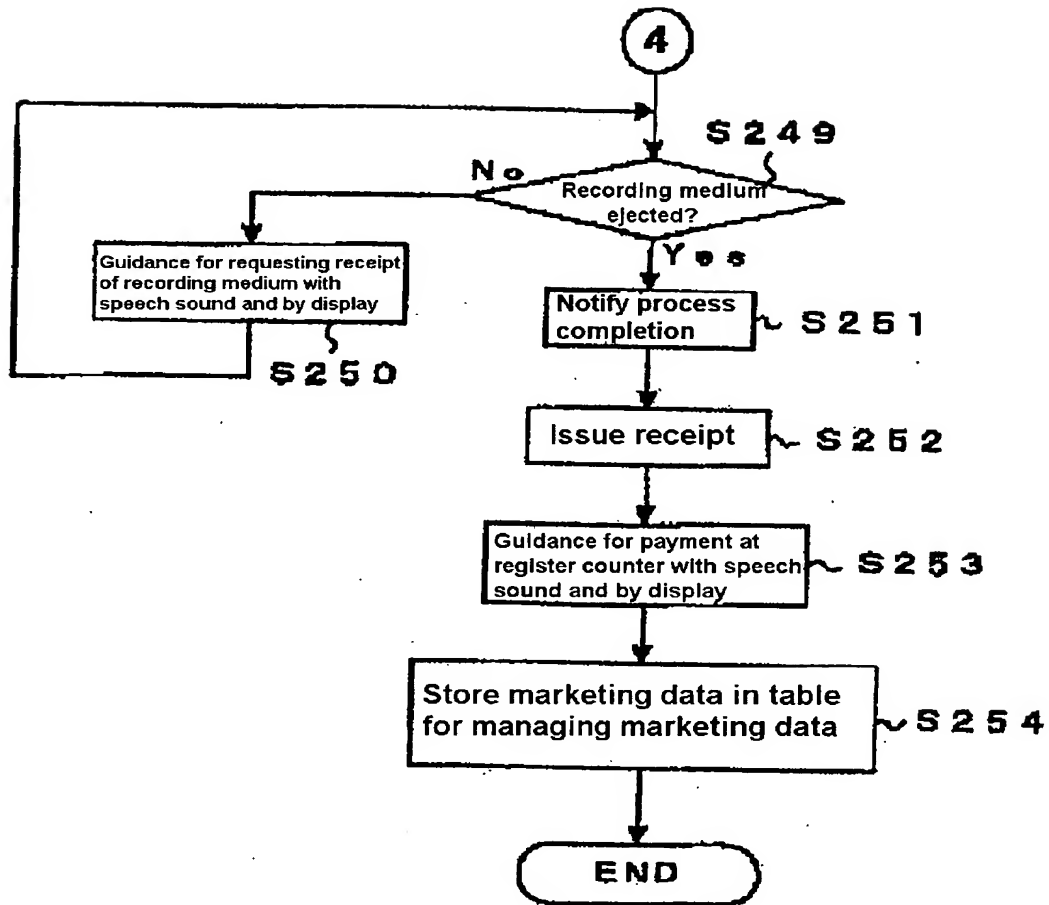 4
S249
No
Recording medium
ejected?
Yes
Guidance for requesting receipt
of recording medium with
speech sound and by display
S250
Notify process
completion
S251
Issue receipt
S252
Guidance for payment at
register counter with speech
sound and by display
S253
Store marketing data in table
for managing marketing data
S254
END